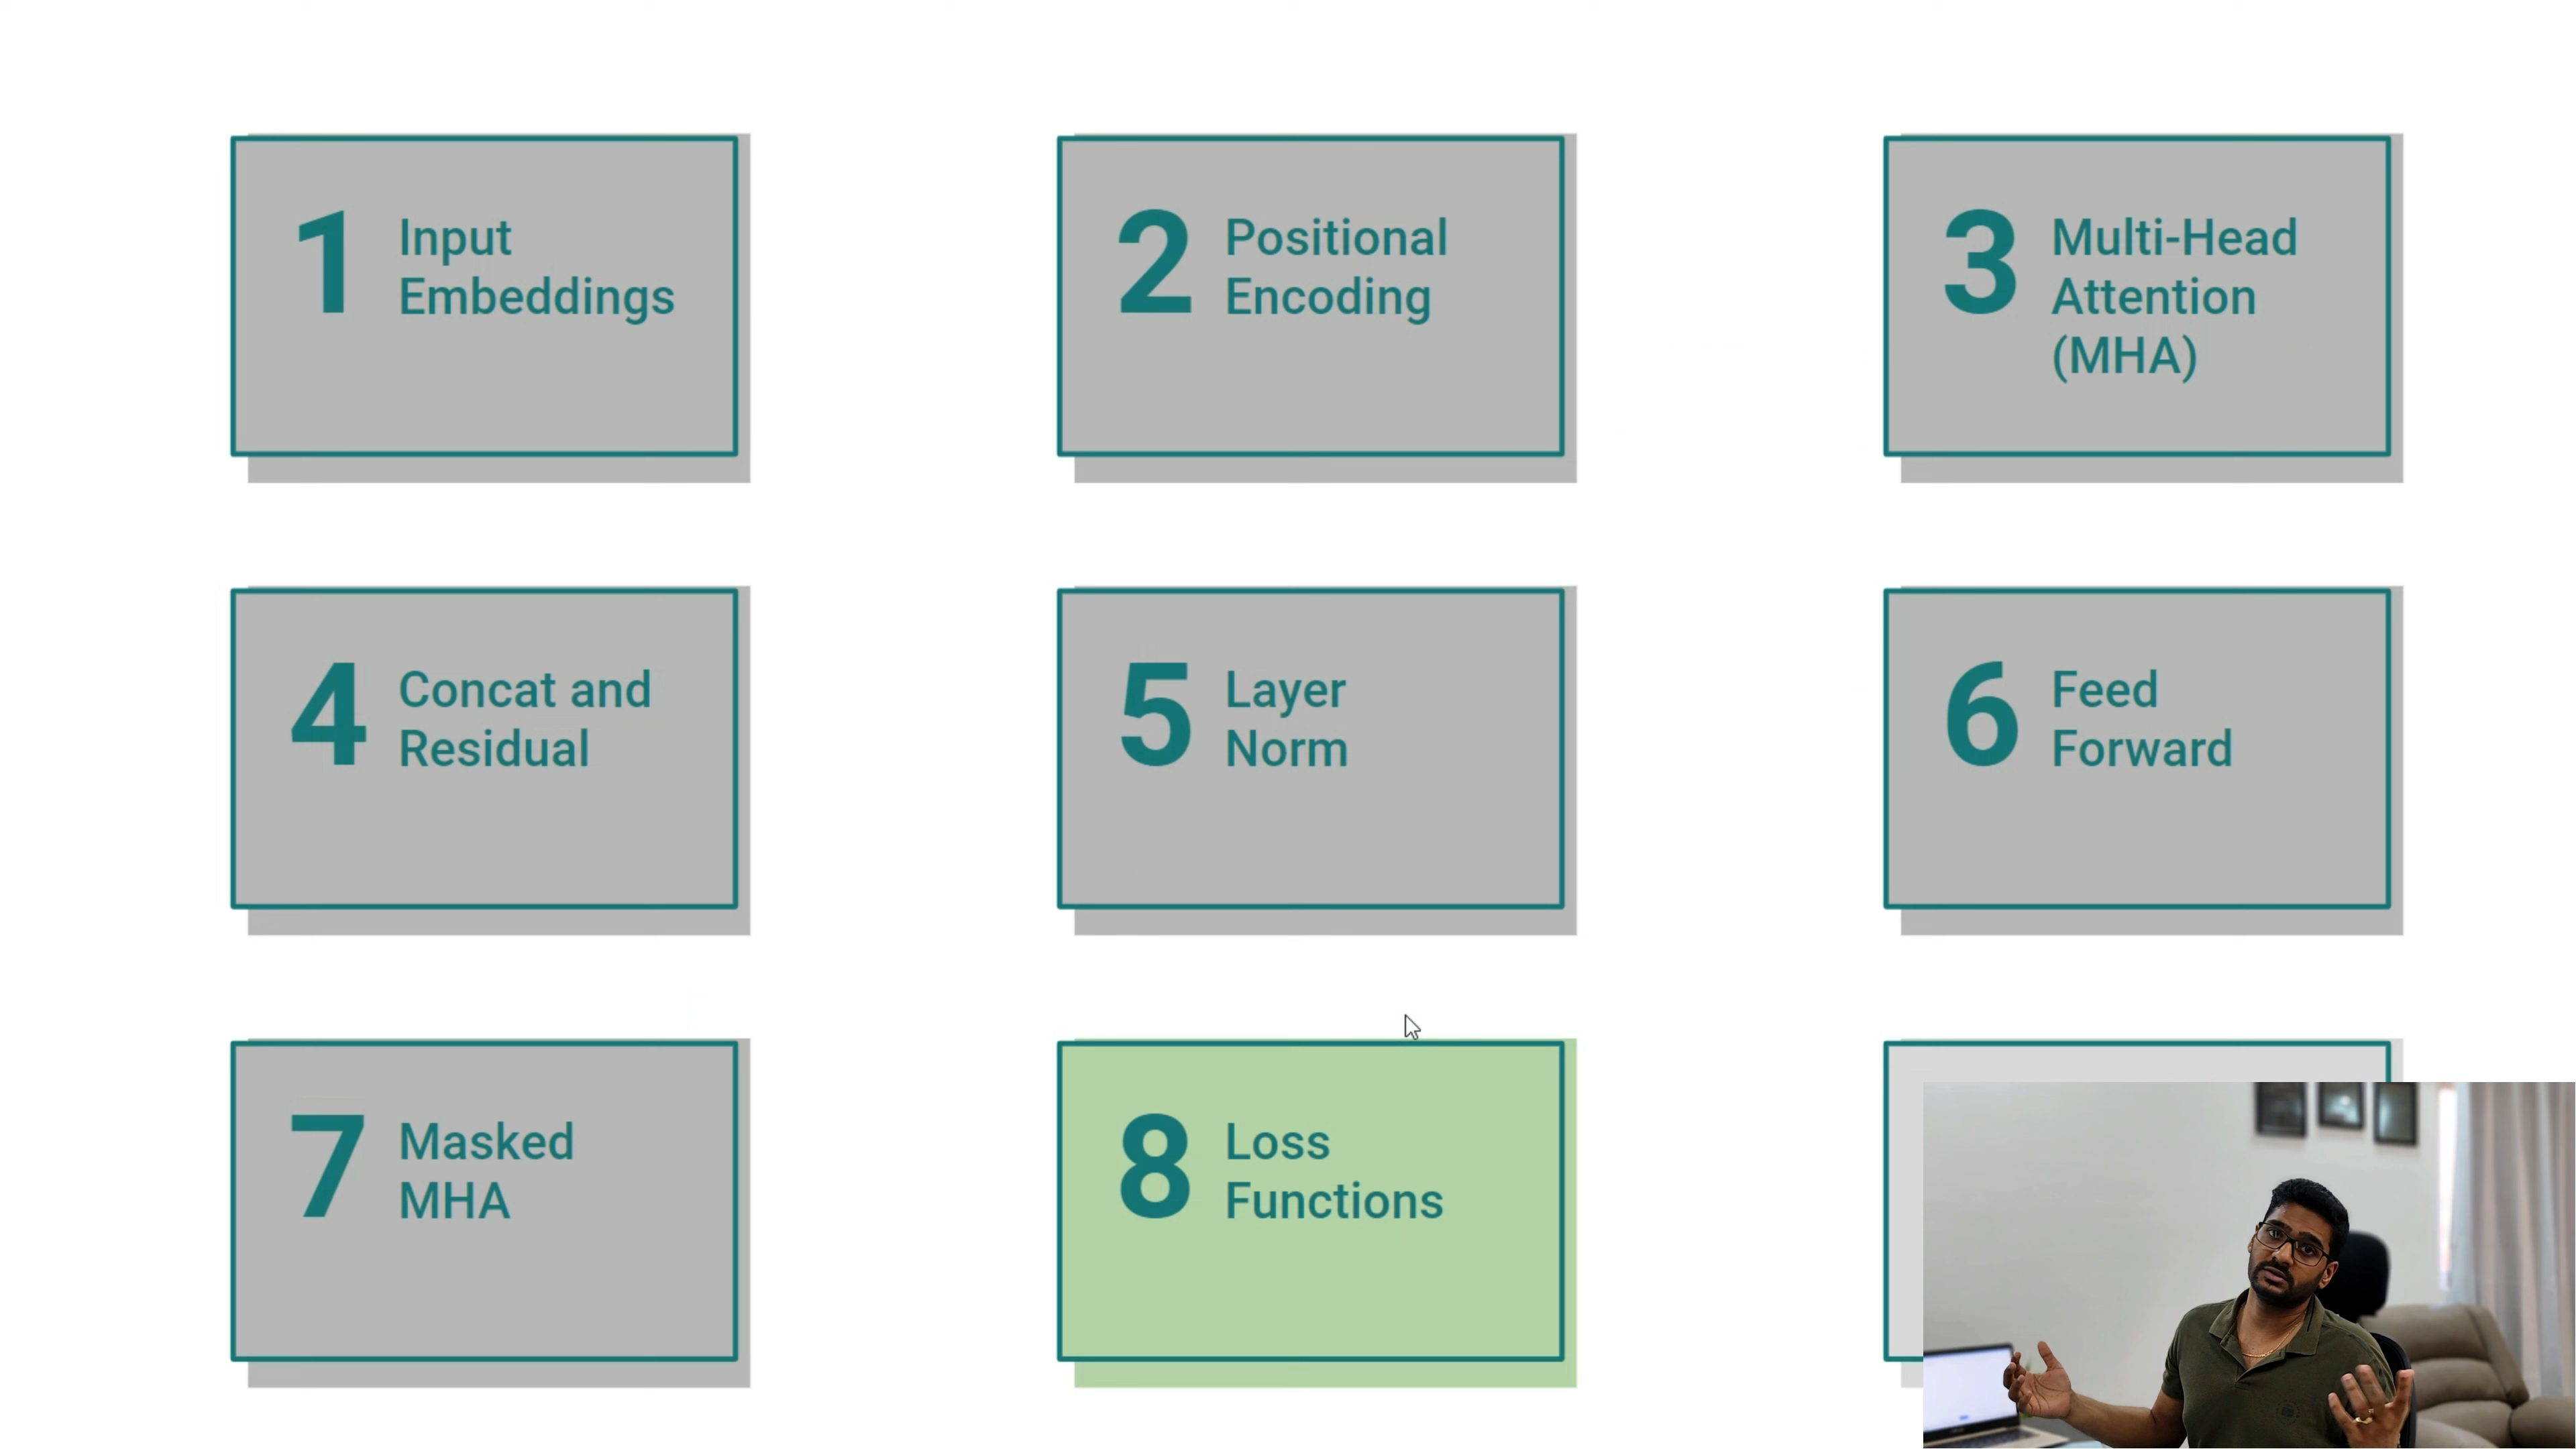 1 Input
Embeddings
2 Positional
Encoding
3 Multi-Head
Attention
(MHA)
4 Concat and
Residual
5 Layer
Norm
6 Feed
Forward
7 Masked
MHA
8 Loss
Functions